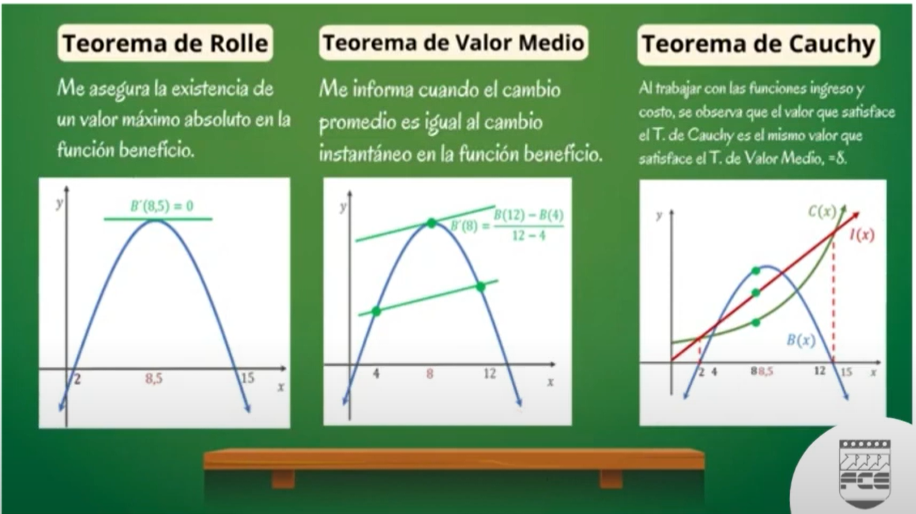 Teorema de Rolle
Me asegura la existencia de
un valor máximo absoluto en la
función beneficio.
y
B´(8,5) = 0
2
8,5
15
x
Teorema de Valor Medio
Me informa cuando el cambio
promedio es igual al cambio
instantáneo en la función beneficio.
y
B´(8) = B(12) − B(4)
12 − 4
4
8
12
x
Teorema de Cauchy
Al trabajar con las funciones ingreso y
costo, se observa que el valor que satisface
el T. de Cauchy es el mismo valor que
satisface el T. de Valor Medio, =8.
y
C(x)
I(x)
B(x)
2 4 8 8,5 12 15 x
FCE